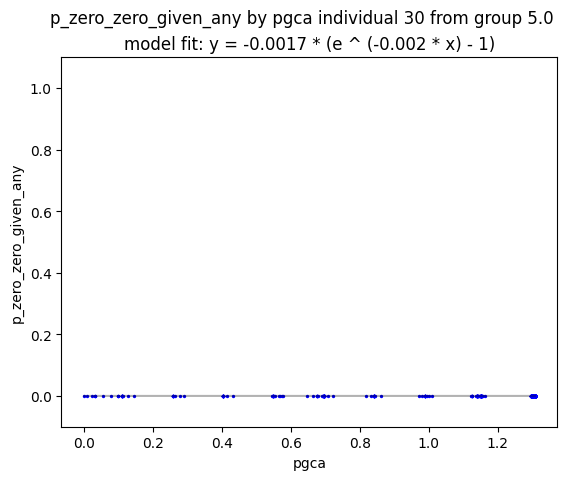 p_zero_zero_given_any by pgca individual 30 from group 5.0
model fit: y = -0.0017 * (e ^ (-0.002 * x) - 1)
1.0
0.8
0.6
0.4
0.2
0.0
p_zero_zero_given_any
0.0 0.2 0.4 0.6 0.8 1.0 1.2
pgca